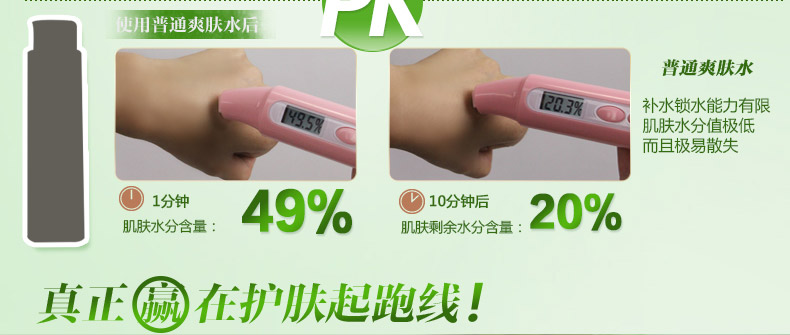 PK
使用普通爽肤水后
49.5%
20.3%
普通爽肤水
补水锁水能力有限
肌肤水分值极低
而且极易散失
1分钟
肌肤水分含量：
49%
10分钟后
肌肤剩余水分含量：
20%
真正赢在护肤起跑线！